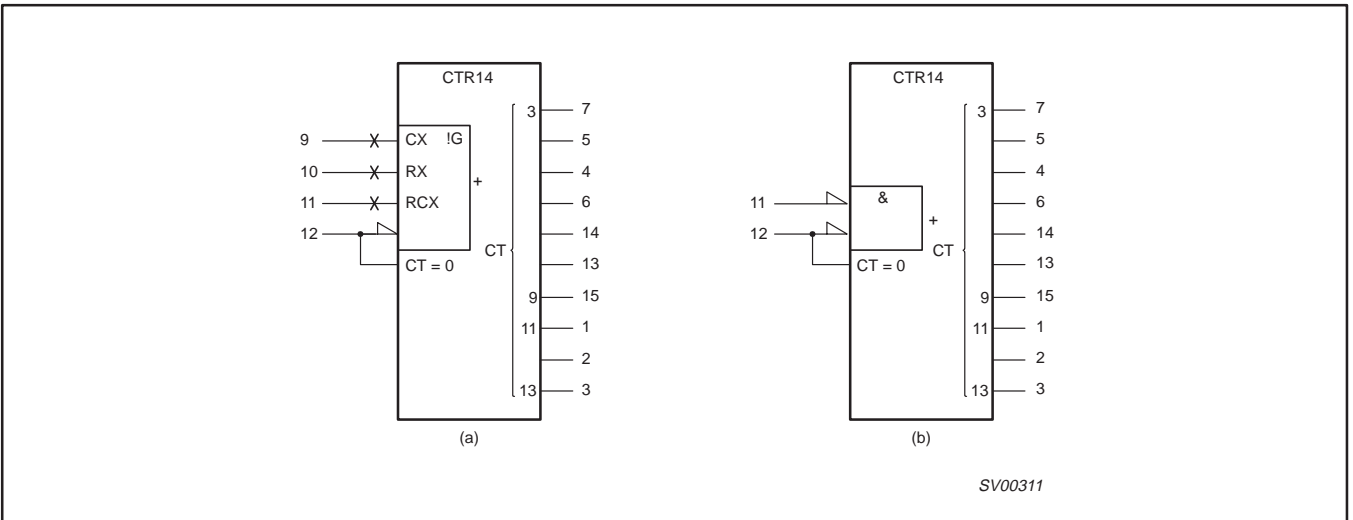 CTR14 CTR14
3 7 3 7
9 CX !G 5 5
10 RX 4 4
+
11 RCX 6 11 & 6
12 14 12 + 14
CT = 0 CT 13 CT = 0 CT 13
9 15 9 15
11 1 11 1
2 2
13 3 13 3
(a) (b)
SV00311